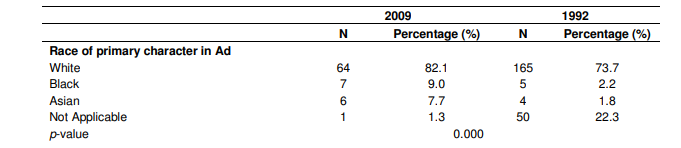 2009 1992
N Percentage (%) N Percentage (%)
Race of primary character in Ad
White 64 82.1 165 73.7
Black 7 9.0 5 2.2
Asian 6 7.7 4 1.8
Not Applicable 1 1.3 50 22.3
p-value 0.000